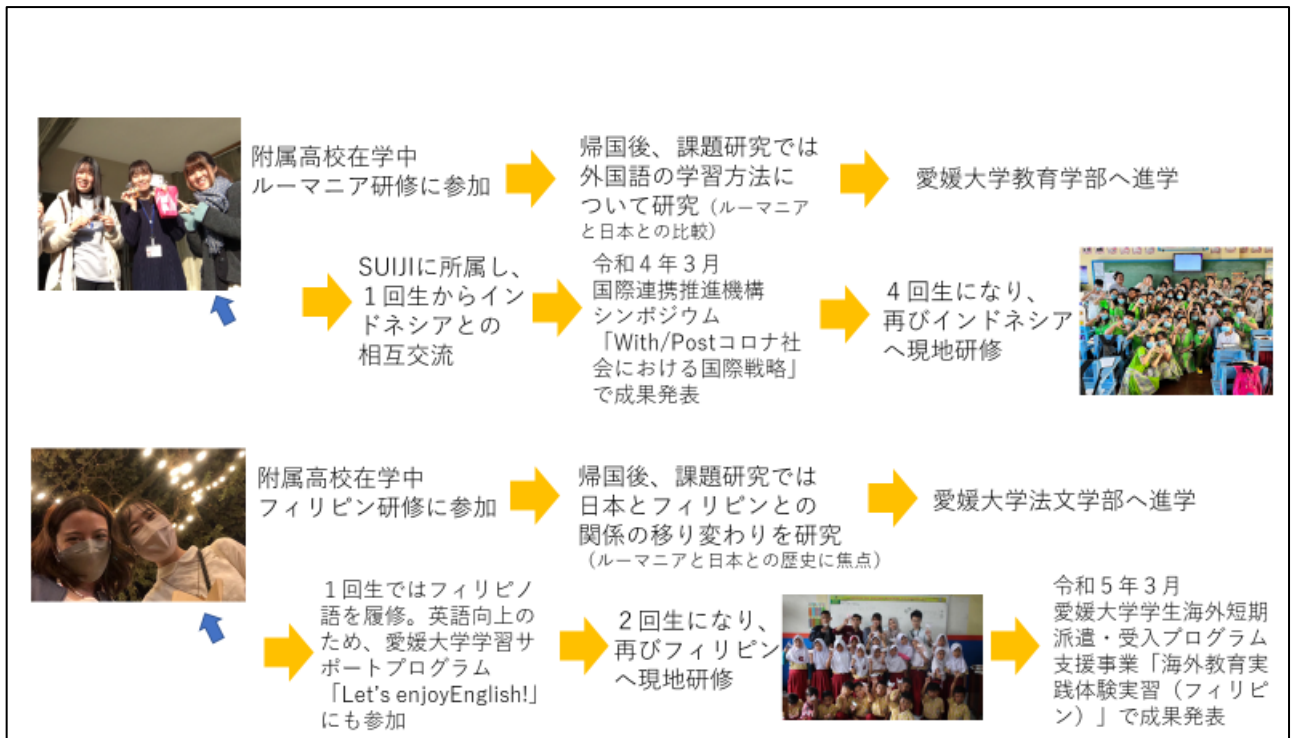 附属高校在学中
ルーマニア研修に参加
帰国後、課題研究では
外国語の学習方法に
ついて研究（ルーマニア
と日本との比較）
愛媛大学教育学部へ進学
SUIJIに所属し、
１回生からイン
ドネシアとの
相互交流
令和４年３月
国際連携推進機構
シンポジウム
「With/Postコロナ社
会における国際戦略」
で成果発表
４回生になり、
再びインドネシア
へ現地研修
附属高校在学中
フィリピン研修に参加
帰国後、課題研究では
日本とフィリピンとの
関係の移り変わりを研究
（ルーマニアと日本との歴史に焦点）
愛媛大学法文学部へ進学
１回生ではフィリピノ
語を履修。英語向上の
ため、愛媛大学学習サ
ポートプログラム
「Let’s enjoyEnglish!」
にも参加
２回生になり、
再びフィリピン
へ現地研修
令和５年３月
愛媛大学学生海外短期
派遣・受入プログラム
支援事業「海外教育実
践体験実習（フィリピ
ン）」で成果発表